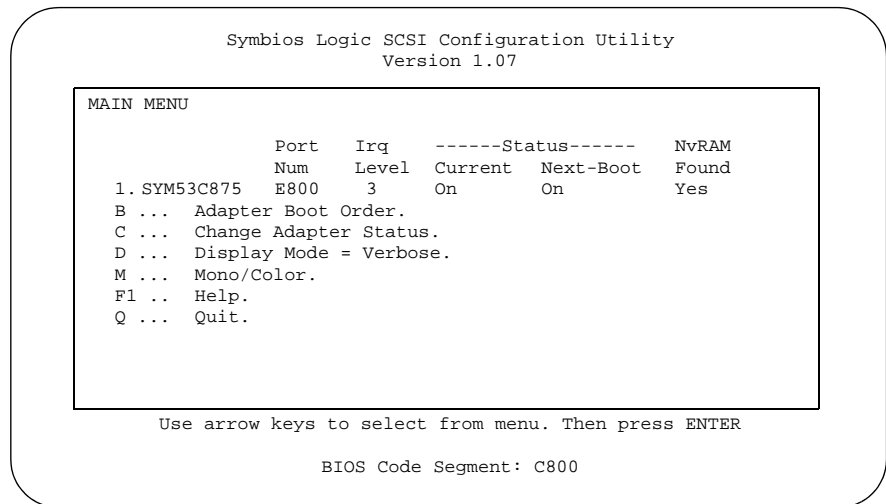 Symbios Logic SCSI Configuration Utility
Version 1.07
MAIN MENU
Port Irq ------Status------ NvRAM
Num Level Current Next-Boot Found
1. SYM53C875 E800 3 On On Yes
B ... Adapter Boot Order.
C ... Change Adapter Status.
D ... Display Mode = Verbose.
M ... Mono/Color.
F1 .. Help.
Q ... Quit.
Use arrow keys to select from menu. Then press ENTER
BIOS Code Segment: C800